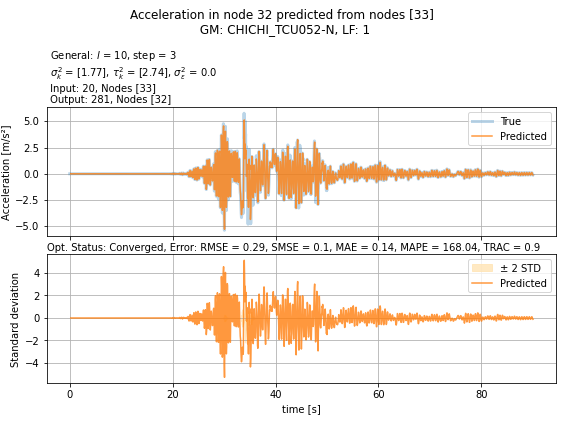 Acceleration in node 32 predicted from nodes [33]
GM: CHICHI_TCU052-N, LF: 1
General: l = 10, step = 3
σ²ₖ = [1.77], τ²ₖ = [2.74], σ²ε = 0.0
Input: 20, Nodes [33]
Output: 281, Nodes [32]
Acceleration [m/s²]
5.0
2.5
0.0
−2.5
−5.0
True
Predicted
Opt. Status: Converged, Error: RMSE = 0.29, SMSE = 0.1, MAE = 0.14, MAPE = 168.04, TRAC = 0.9
Standard deviation
4
2
0
−2
−4
± 2 STD
Predicted
0 20 40 60 80
time [s]